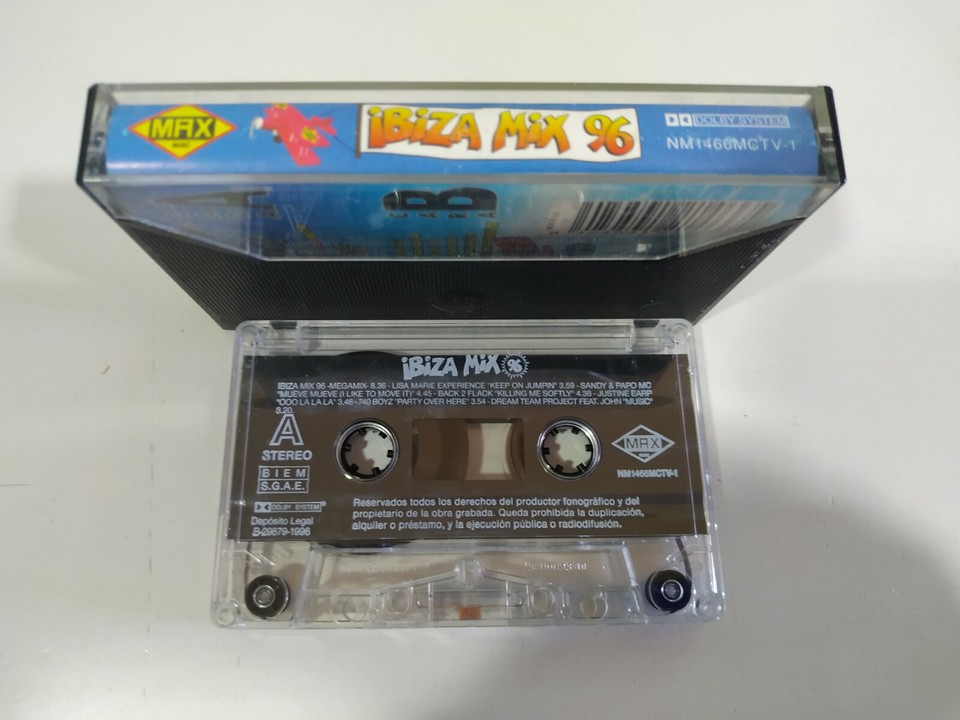 MAX
MUSIC
iBiZA MiX 96
DOLBY SYSTEM
NM1466MCTV-1
A
B
CARA
iBiZA MiX 96
IBIZA MIX 96 -MEGAMIX- 8.36 - LISA MARIE EXPERIENCE "KEEP ON JUMPIN" 3.59 - SANDY & PAPO MC
"MUEVE MUEVE (I LIKE TO MOVE IT)' 4.45 - BACK 2 FLACK "KILLING ME SOFTLY" 4.38 - JUSTINE EARP
"OOO LA LA LA" 3.46 - 740 BOYZ "PARTY OVER HERE" 3.54 - DREAM TEAM PROJECT FEAT. JOHN "MUSIC"
3.20
A
STEREO
BIEM
S.G.A.E.
DOLBY SYSTEM®
Depósito Legal
B-29679-1996
MAX
MUSIC
NM1466MCTV-1
Reservados todos los derechos del productor fonográfico y del
propietario de la obra grabada. Queda prohibida la duplicación,
alquiler o préstamo, y la ejecución pública o radiodifusión.